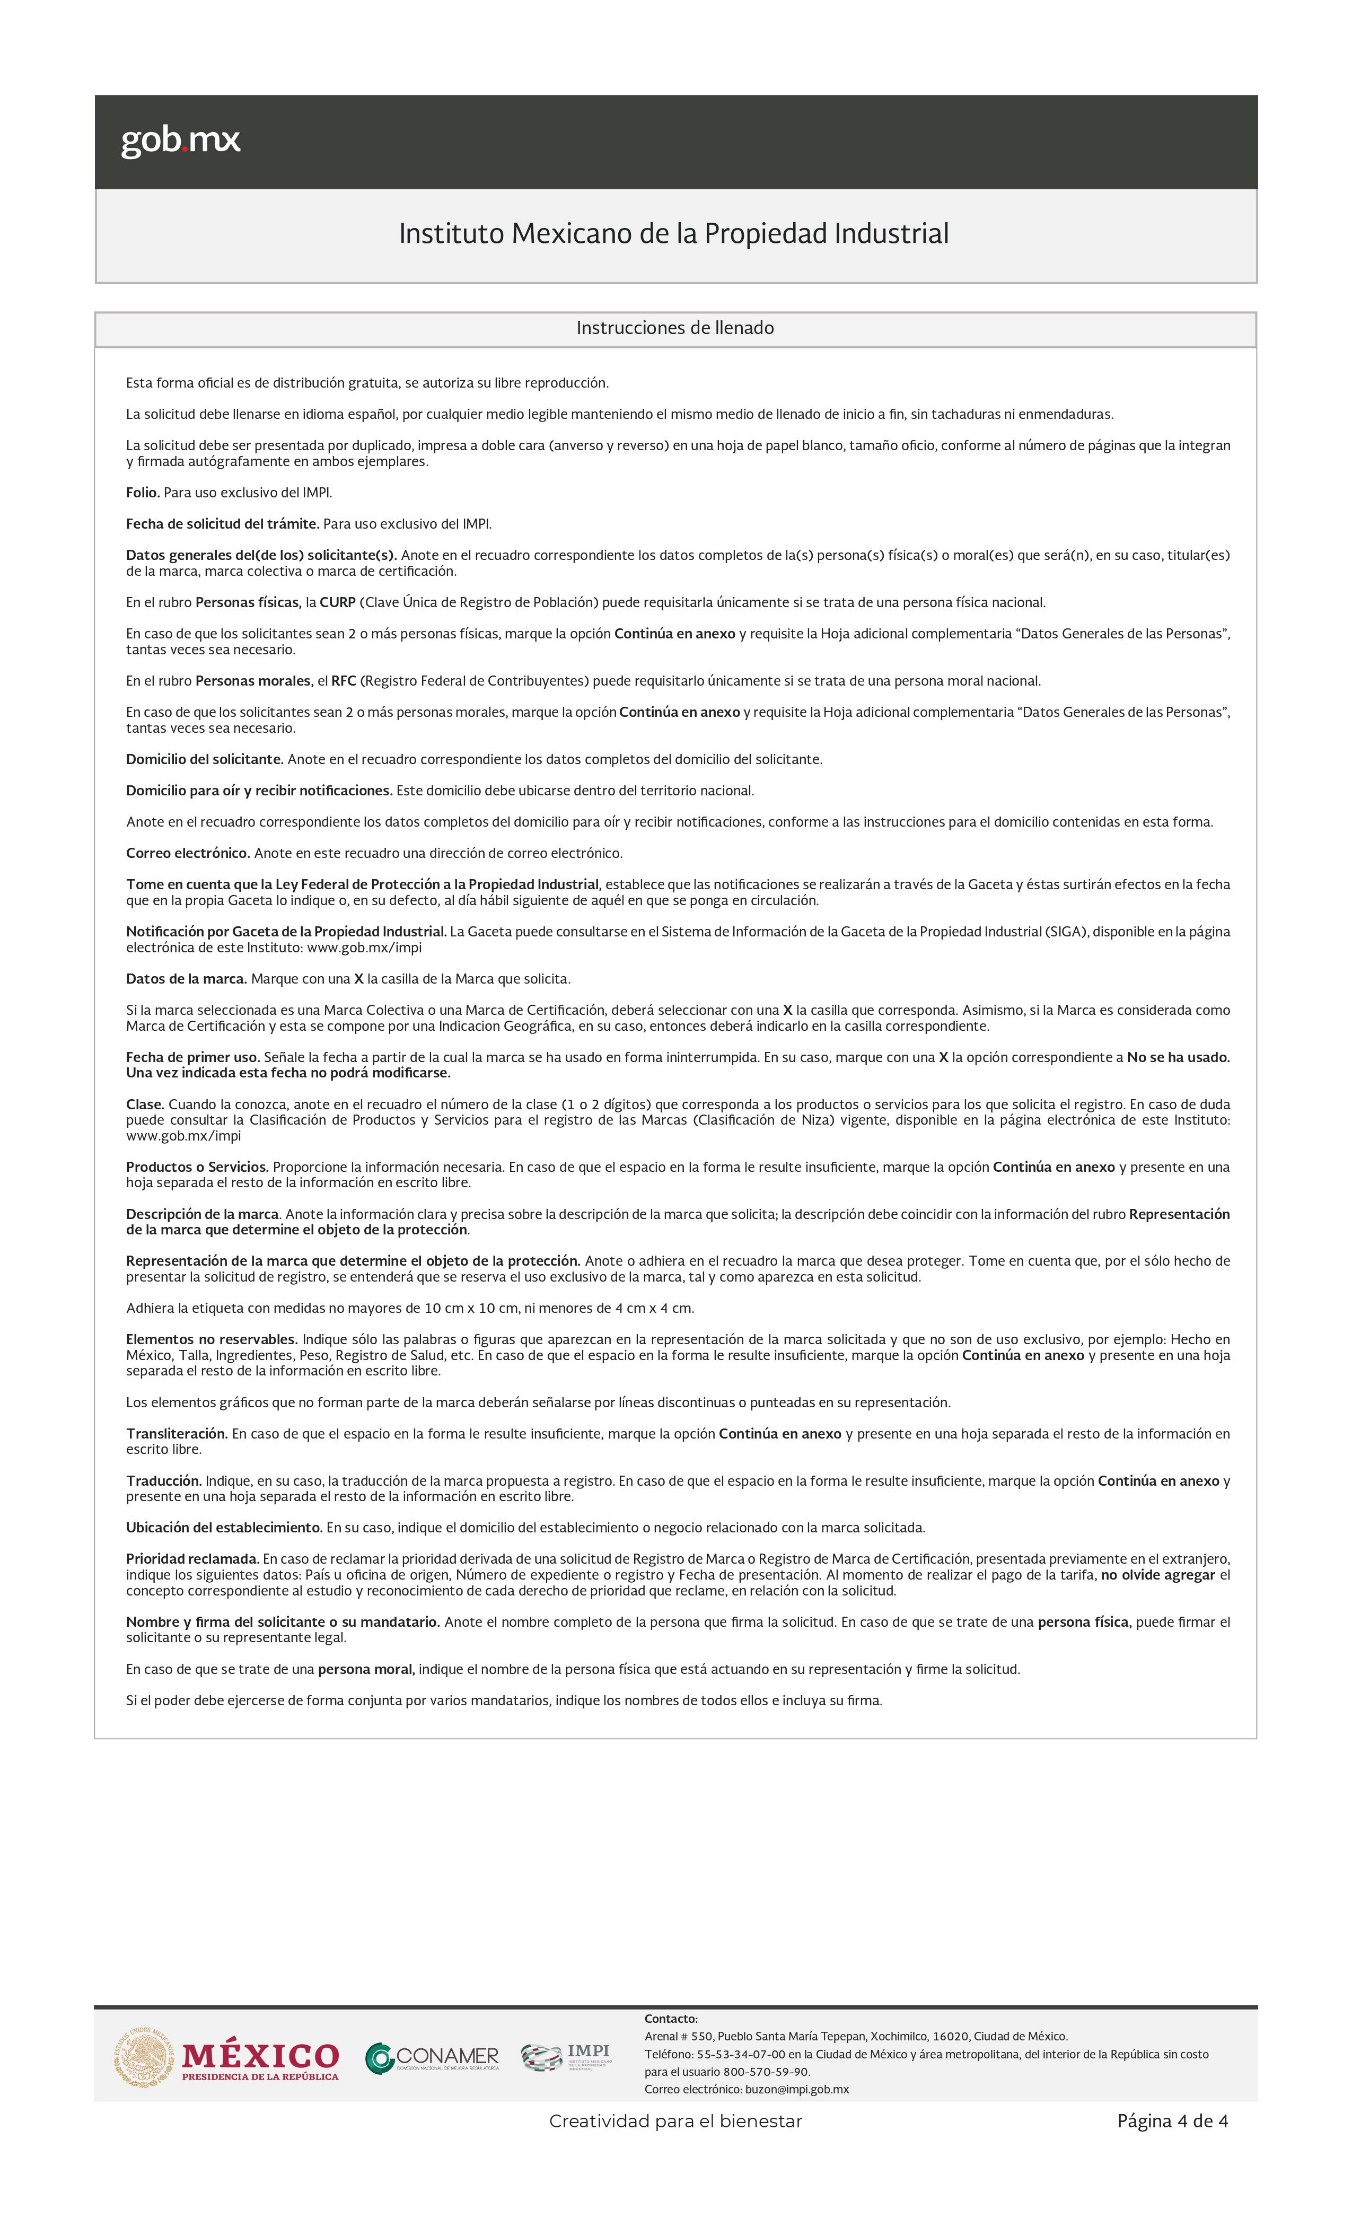 gob.mx
Instituto Mexicano de la Propiedad Industrial
Instrucciones de llenado
Esta forma oficial es de distribución gratuita, se autoriza su libre reproducción.
La solicitud debe llenarse en idioma español, por cualquier medio legible manteniendo el mismo medio de llenado de inicio a fin, sin tachaduras ni enmendaduras.
La solicitud debe ser presentada por duplicado, impresa a doble cara (anverso y reverso) en una hoja de papel blanco, tamaño oficio, conforme al número de páginas que la integran
y firmada autógrafamente en ambos ejemplares.
Folio. Para uso exclusivo del IMPI.
Fecha de solicitud del trámite. Para uso exclusivo del IMPI.
Datos generales del(de los) solicitante(s). Anote en el recuadro correspondiente los datos completos de la(s) persona(s) física(s) o moral(es) que será(n), en su caso, titular(es)
de la marca, marca colectiva o marca de certificación.
En el rubro Personas físicas, la CURP (Clave Única de Registro de Población) puede requisitarla únicamente si se trata de una persona física nacional.
En caso de que los solicitantes sean 2 o más personas físicas, marque la opción Continúa en anexo y requisite la Hoja adicional complementaria “Datos Generales de las Personas”,
tantas veces sea necesario.
En el rubro Personas morales, el RFC (Registro Federal de Contribuyentes) puede requisitarlo únicamente si se trata de una persona moral nacional.
En caso de que los solicitantes sean 2 o más personas morales, marque la opción Continúa en anexo y requisite la Hoja adicional complementaria “Datos Generales de las Personas”,
tantas veces sea necesario.
Domicilio del solicitante. Anote en el recuadro correspondiente los datos completos del domicilio del solicitante.
Domicilio para oír y recibir notificaciones. Este domicilio debe ubicarse dentro del territorio nacional.
Anote en el recuadro correspondiente los datos completos del domicilio para oír y recibir notificaciones, conforme a las instrucciones para el domicilio contenidas en esta forma.
Correo electrónico. Anote en este recuadro una dirección de correo electrónico.
Tome en cuenta que la Ley Federal de Protección a la Propiedad Industrial, establece que las notificaciones se realizarán a través de la Gaceta y éstas surtirán efectos en la fecha
que en la propia Gaceta lo indique o, en su defecto, al día hábil siguiente de aquél en que se ponga en circulación.
Notificación por Gaceta de la Propiedad Industrial. La Gaceta puede consultarse en el Sistema de Información de la Gaceta de la Propiedad Industrial (SIGA), disponible en la página
electrónica de este Instituto: www.gob.mx/impi
Datos de la marca. Marque con una X la casilla de la Marca que solicita.
Si la marca seleccionada es una Marca Colectiva o una Marca de Certificación, deberá seleccionar con una X la casilla que corresponda. Asimismo, si la Marca es considerada como
Marca de Certificación y esta se compone por una Indicacion Geográfica, en su caso, entonces deberá indicarlo en la casilla correspondiente.
Fecha de primer uso. Señale la fecha a partir de la cual la marca se ha usado en forma ininterrumpida. En su caso, marque con una X la opción correspondiente a No se ha usado.
Una vez indicada esta fecha no podrá modificarse.
Clase. Cuando la conozca, anote en el recuadro el número de la clase (1 o 2 dígitos) que corresponda a los productos o servicios para los que solicita el registro. En caso de duda
puede consultar la Clasificación de Productos y Servicios para el registro de las Marcas (Clasificación de Niza) vigente, disponible en la página electrónica de este Instituto:
www.gob.mx/impi
Productos o Servicios. Proporcione la información necesaria. En caso de que el espacio en la forma le resulte insuficiente, marque la opción Continúa en anexo y presente en una
hoja separada el resto de la información en escrito libre.
Descripción de la marca. Anote la información clara y precisa sobre la descripción de la marca que solicita; la descripción debe coincidir con la información del rubro Representación
de la marca que determine el objeto de la protección.
Representación de la marca que determine el objeto de la protección. Anote o adhiera en el recuadro la marca que desea proteger. Tome en cuenta que, por el sólo hecho de
presentar la solicitud de registro, se entenderá que se reserva el uso exclusivo de la marca, tal y como aparezca en esta solicitud.
Adhiera la etiqueta con medidas no mayores de 10 cm x 10 cm, ni menores de 4 cm x 4 cm.
Elementos no reservables. Indique sólo las palabras o figuras que aparezcan en la representación de la marca solicitada y que no son de uso exclusivo, por ejemplo: Hecho en
México, Talla, Ingredientes, Peso, Registro de Salud, etc. En caso de que el espacio en la forma le resulte insuficiente, marque la opción Continúa en anexo y presente en una hoja
separada el resto de la información en escrito libre.
Los elementos gráficos que no forman parte de la marca deberán señalarse por líneas discontinuas o punteadas en su representación.
Transliteración. En caso de que el espacio en la forma le resulte insuficiente, marque la opción Continúa en anexo y presente en una hoja separada el resto de la información en
escrito libre.
Traducción. Indique, en su caso, la traducción de la marca propuesta a registro. En caso de que el espacio en la forma le resulte insuficiente, marque la opción Continúa en anexo y
presente en una hoja separada el resto de la información en escrito libre.
Ubicación del establecimiento. En su caso, indique el domicilio del establecimiento o negocio relacionado con la marca solicitada.
Prioridad reclamada. En caso de reclamar la prioridad derivada de una solicitud de Registro de Marca o Registro de Marca de Certificación, presentada previamente en el extranjero,
indique los siguientes datos: País u oficina de origen, Número de expediente o registro y Fecha de presentación. Al momento de realizar el pago de la tarifa, no olvide agregar el
concepto correspondiente al estudio y reconocimiento de cada derecho de prioridad que reclame, en relación con la solicitud.
Nombre y firma del solicitante o su mandatario. Anote el nombre completo de la persona que firma la solicitud. En caso de que se trate de una persona física, puede firmar el
solicitante o su representante legal.
En caso de que se trate de una persona moral, indique el nombre de la persona física que está actuando en su representación y firme la solicitud.
Si el poder debe ejercerse de forma conjunta por varios mandatarios, indique los nombres de todos ellos e incluya su firma.
ESTADOS UNIDOS MEXICANOS
MÉXICO
PRESIDENCIA DE LA REPÚBLICA
CONAMER
COMISIÓN NACIONAL DE MEJORA REGULATORIA
IMPI
INSTITUTO MEXICANO
DE LA PROPIEDAD
INDUSTRIAL
Contacto:
Arenal # 550, Pueblo Santa María Tepepan, Xochimilco, 16020, Ciudad de México.
Teléfono: 55-53-34-07-00 en la Ciudad de México y área metropolitana, del interior de la República sin costo
para el usuario 800-570-59-90.
Correo electrónico: buzon@impi.gob.mx
Creatividad para el bienestar
Página 4 de 4